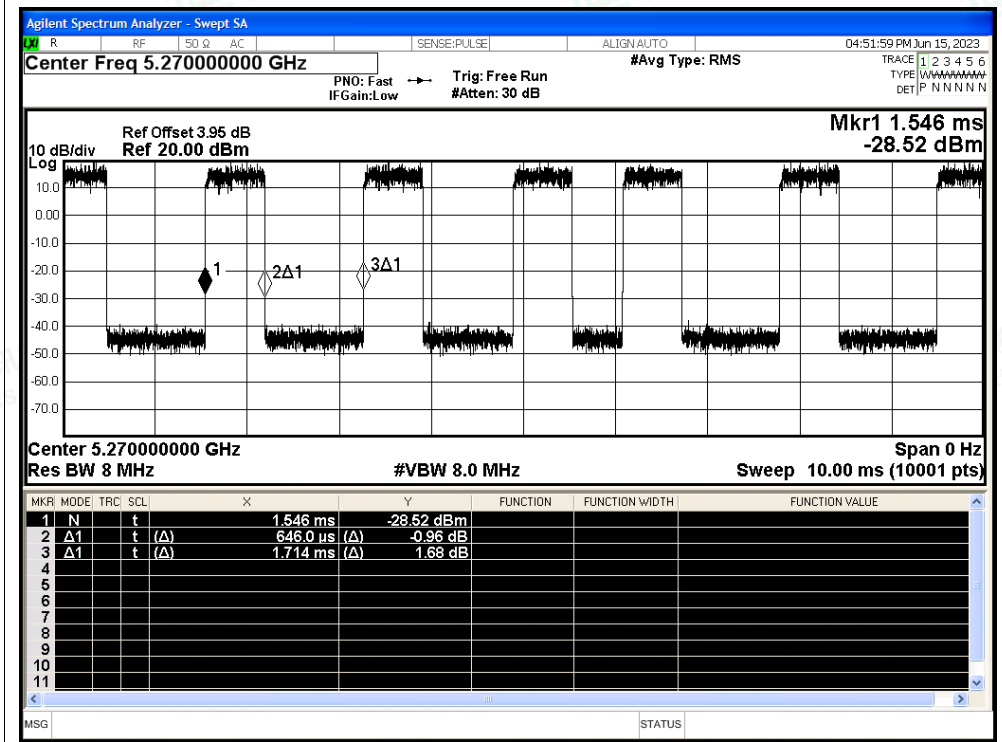 Agilent Spectrum Analyzer - Swept SA
LXI R RF 50 Ω AC SENSE:PULSE ALIGN AUTO 04:51:59 PM Jun 15, 2023
Center Freq 5.270000000 GHz #Avg Type: RMS TRACE 1 2 3 4 5 6
PNO: Fast Trig: Free Run TYPE
IFGain:Low #Atten: 30 dB DET P N N N N N
Mkr1 1.546 ms
Ref Offset 3.95 dB
10 dB/div Ref 20.00 dBm -28.52 dBm
Log
10.0
0.00
-10.0
-20.0
1 2Δ1 3Δ1
-30.0
-40.0
-50.0
-60.0
-70.0
Center 5.270000000 GHz Span 0 Hz
Res BW 8 MHz #VBW 8.0 MHz Sweep 10.00 ms (10001 pts)
MKR MODE TRC SCL X Y FUNCTION FUNCTION WIDTH FUNCTION VALUE
1 N t 1.546 ms -28.52 dBm
2 Δ1 t (Δ) 646.0 µs (Δ) -0.96 dB
3 Δ1 t (Δ) 1.714 ms (Δ) 1.68 dB
4
5
6
7
8
9
10
11
MSG STATUS